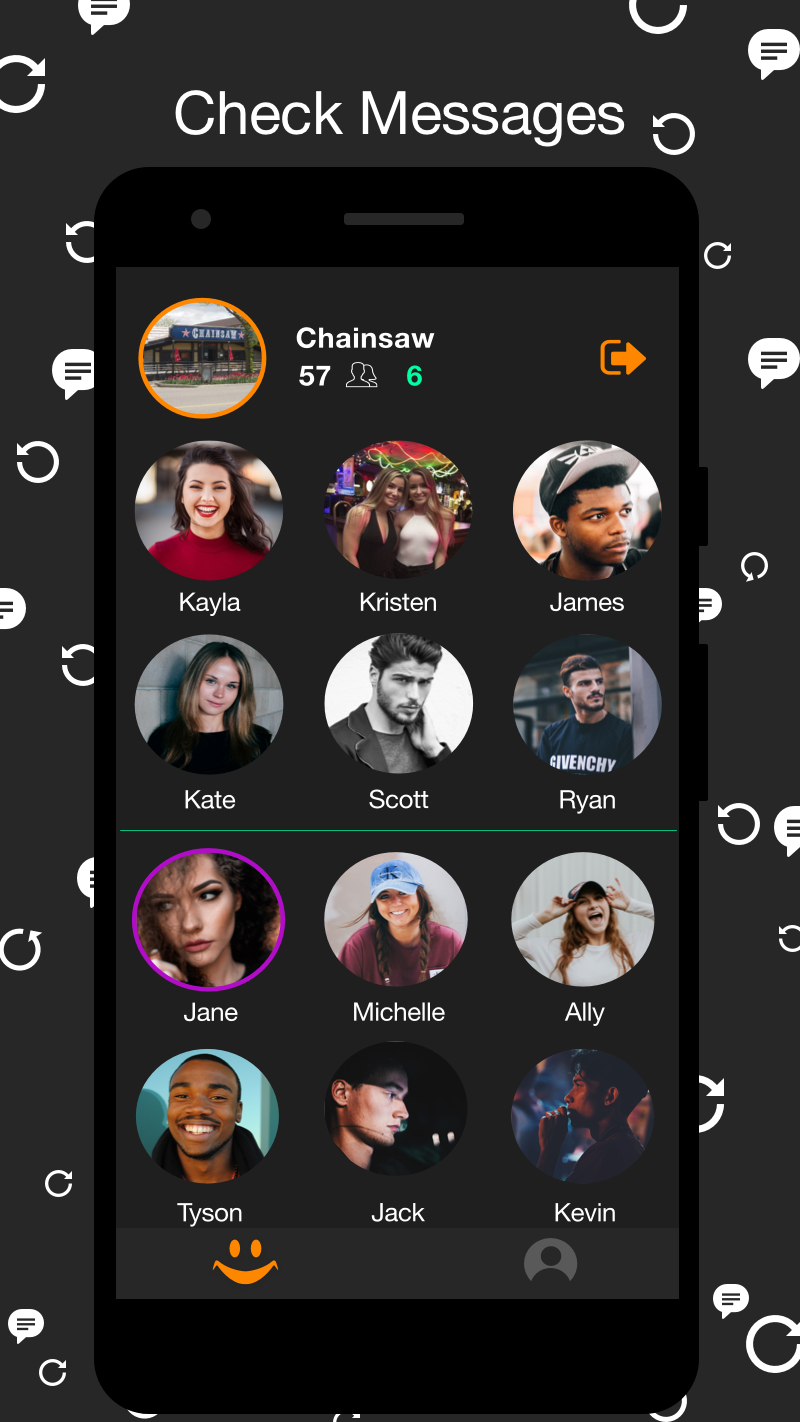 Check Messages
CHAINSAW
Chainsaw
57 6
Kayla Kristen James
GIVENCHY
Kate Scott Ryan
Jane Michelle Ally
Tyson Jack Kevin